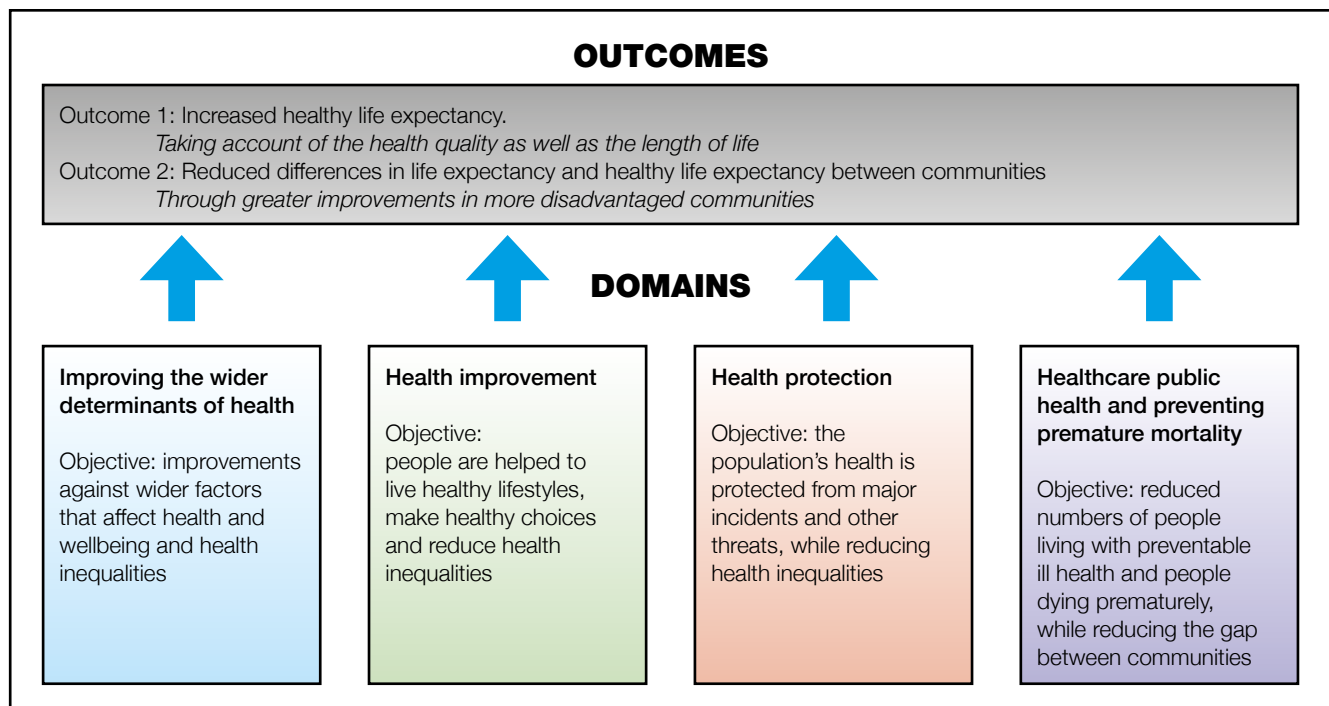 OUTCOMES
Outcome 1: Increased healthy life expectancy.
Taking account of the health quality as well as the length of life
Outcome 2: Reduced differences in life expectancy and healthy life expectancy between communities
Through greater improvements in more disadvantaged communities
DOMAINS
Improving the wider
determinants of health
Objective: improvements
against wider factors
that affect health and
wellbeing and health
inequalities
Health improvement
Objective:
people are helped to
live healthy lifestyles,
make healthy choices
and reduce health
inequalities
Health protection
Objective: the
population’s health is
protected from major
incidents and other
threats, while reducing
health inequalities
Healthcare public
health and preventing
premature mortality
Objective: reduced
numbers of people
living with preventable
ill health and people
dying prematurely,
while reducing the gap
between communities